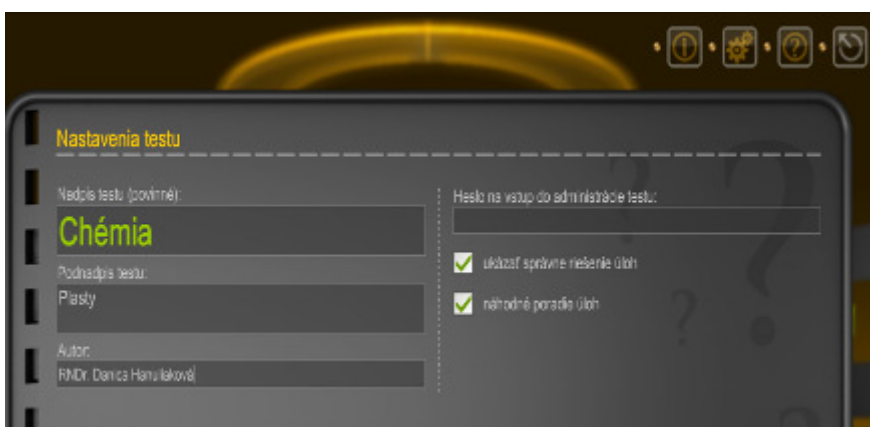 Nastavenia testu
Nadpis testu (povinné):
Chémia
Podnadpis testu:
Plasty
Autor:
RNDr. Danica Hanuliaková
Heslo na vstup do administrácie testu:
ukázať správne riešenie úloh
náhodné poradie úloh